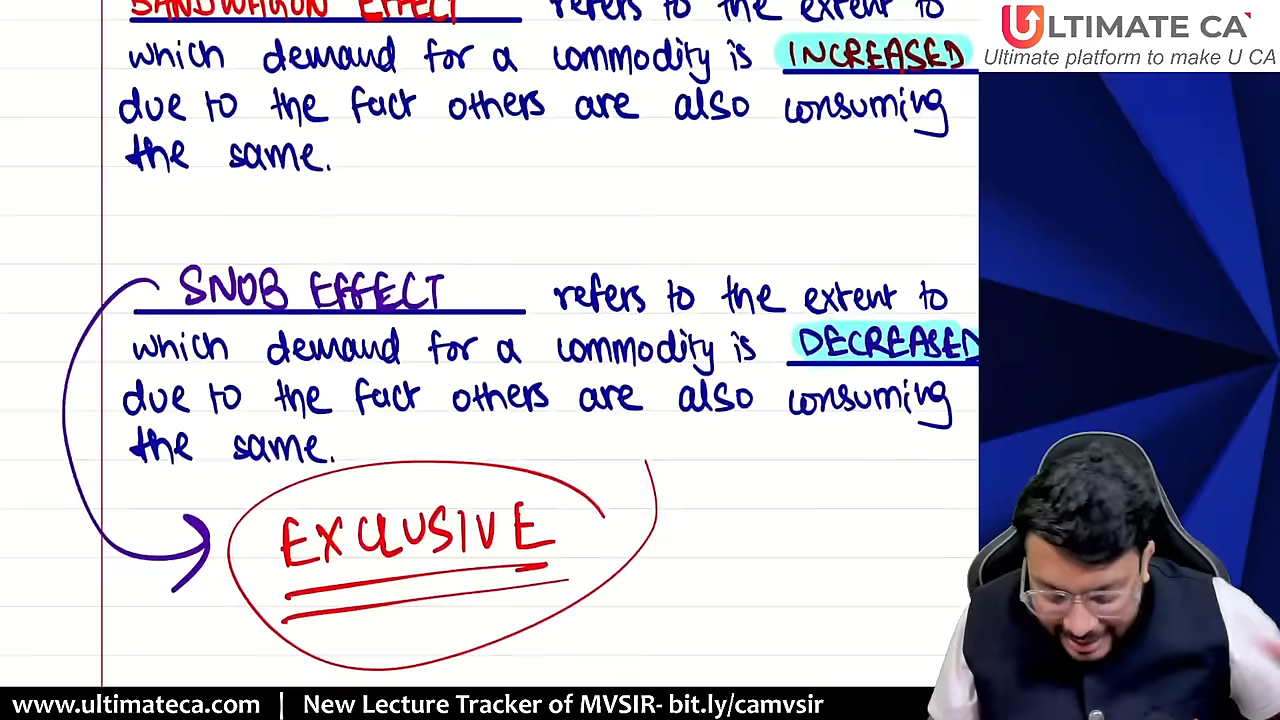 BANDWAGON EFFECT refers to the extent to
which demand for a commodity is INCREASED
due to the fact others are also consuming
the same.
SNOB EFFECT refers to the extent to
which demand for a commodity is DECREASED
due to the fact others are also consuming
the same.
EXCLUSIVE
ULTIMATE CA
Ultimate platform to make U CA
www.ultimateca.com | New Lecture Tracker of MVSIR- bit.ly/camvsir